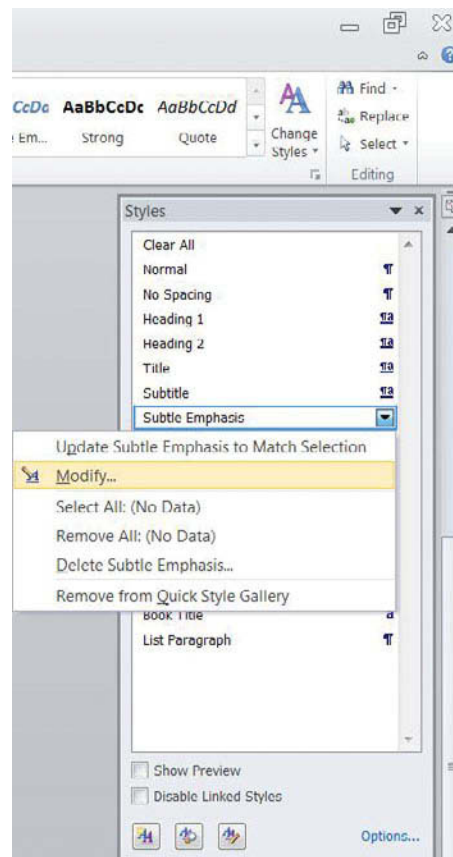 Find
CcDc AaBbCcDc AaBbCcDd Replace
Em... Strong Quote Change Styles Select
Editing
Styles
Clear All
Normal ¶
No Spacing ¶
Heading 1 ¶a
Heading 2 ¶a
Title ¶a
Subtitle ¶a
Subtle Emphasis
Update Subtle Emphasis to Match Selection
Modify...
Select All: (No Data)
Remove All: (No Data)
Delete Subtle Emphasis...
Remove from Quick Style Gallery
Book Title a
List Paragraph ¶
Show Preview
Disable Linked Styles
Options...